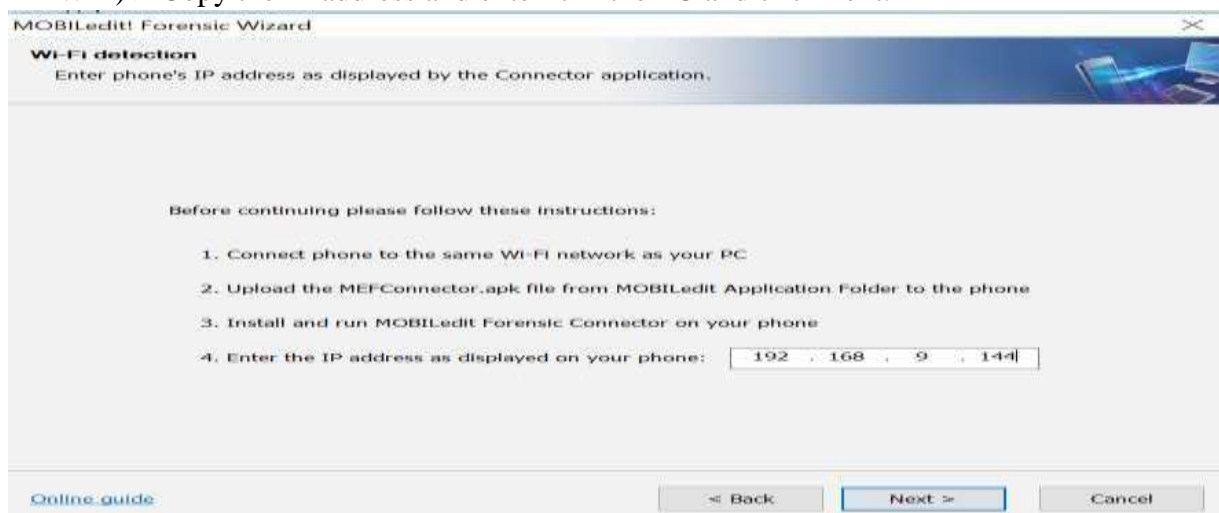 MOBILedit! Forensic Wizard
Wi-Fi detection
Enter phone's IP address as displayed by the Connector application.
Before continuing please follow these instructions:
1. Connect phone to the same Wi-Fi network as your PC
2. Upload the MEFConnector.apk file from MOBILedit Application Folder to the phone
3. Install and run MOBILedit Forensic Connector on your phone
4. Enter the IP address as displayed on your phone: 192 . 168 . 9 . 144
Online guide < Back Next > Cancel